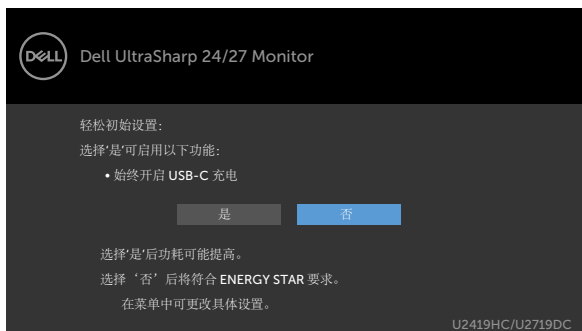 DELL
Dell UltraSharp 24/27 Monitor
轻松初始设置:
选择'是'可启用以下功能:
• 始终开启 USB-C 充电
是
否
选择'是'后功耗可能提高。
选择‘否’后将符合 ENERGY STAR 要求。
在菜单中可更改具体设置。
U2419HC/U2719DC